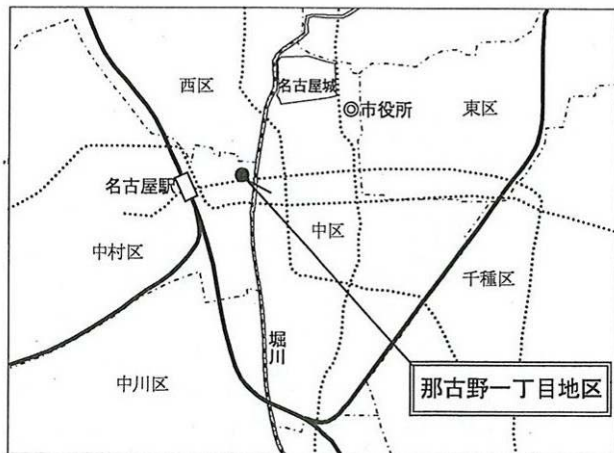 西区
名古屋城
◎市役所
東区
名古屋駅
中区
中村区
千種区
堀川
中川区
那古野一丁目地区